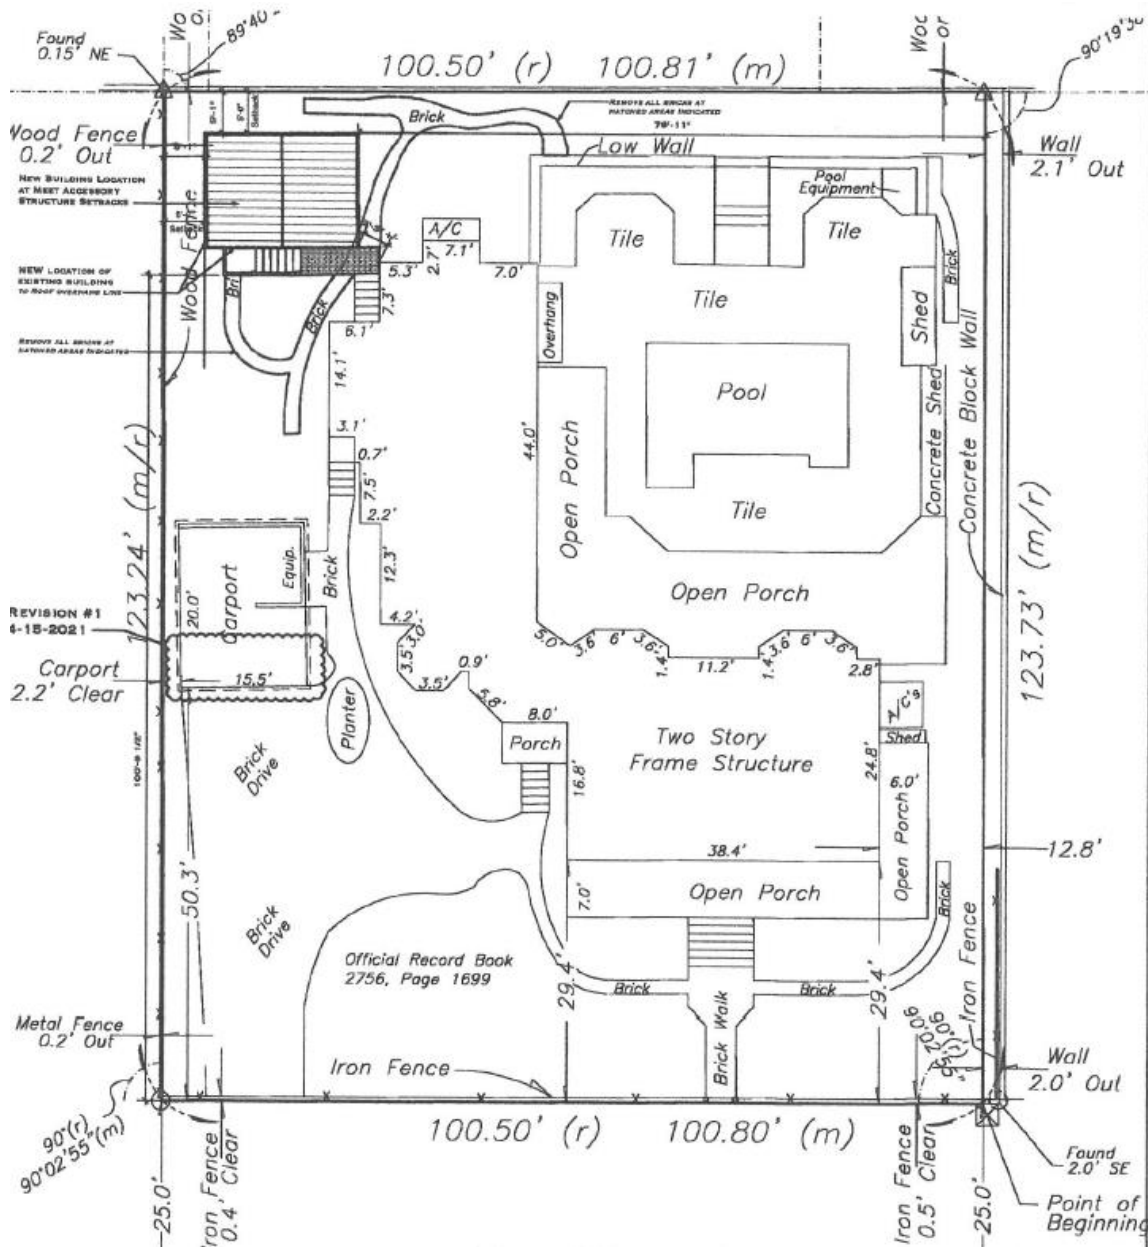 Found
0.15' NE
89°40'
100.50' (r) 100.81' (m)
90°19'30
Wood Fence
0.2' Out
Wall
2.1' Out
5'-0"
Setback
Brick
REMOVE ALL BRICKS AT
HATCHED AREAS INDICATED
79'-11"
Low Wall
Pool
Equipment
NEW BUILDING LOCATION
AT MEET ACCESSORY
STRUCTURE SETBACKS
Setback
Wood Fence
A/C
7.1'
2.7'
5.3'
7.0'
Tile
Tile
Tile
Brick
NEW LOCATION OF
EXISTING BUILDING
TO ROOF OVERHANG LINE
Bri
Brick
7.3'
6.1'
Overhang
Shed
REMOVE ALL BRICKS AT
HATCHED AREAS INDICATED
14.1'
Pool
Concrete Shed
Concrete Block Wall
3.1'
0.7'
7.5'
2.2'
44.0'
Open Porch
Tile
123.24' (m/r)
123.73' (m/r)
Equip.
Brick
12.3'
Open Porch
REVISION #1
4-15-2021
20.0'
Carport
4.2'
3.0'
3.5'
3.5'
0.9'
5.8'
5.0'
3.6'
6'
3.6'
1.4'
11.2'
1.4'
3.6'
6'
3.6'
2.8'
Carport
2.2' Clear
15.5'
Planter
8.0'
Porch
Two Story
Frame Structure
A/C's
Shed
24.8'
6.0'
Brick
Drive
100'-9 1/2"
16.8'
Open Porch
38.4'
12.8'
50.3'
7.0'
Open Porch
Brick
Brick
Drive
Official Record Book
2756, Page 1699
29.4'
29.4'
Brick
Brick
Iron Fence
Metal Fence
0.2' Out
Iron Fence
Brick Walk
90°(r)
Wall
2.0' Out
90°(r)
90°02'55"(m)
100.50' (r) 100.80' (m)
25.0'
Iron Fence
0.4' Clear
Iron Fence
0.5' Clear
25.0'
Found
2.0' SE
Point of
Beginning